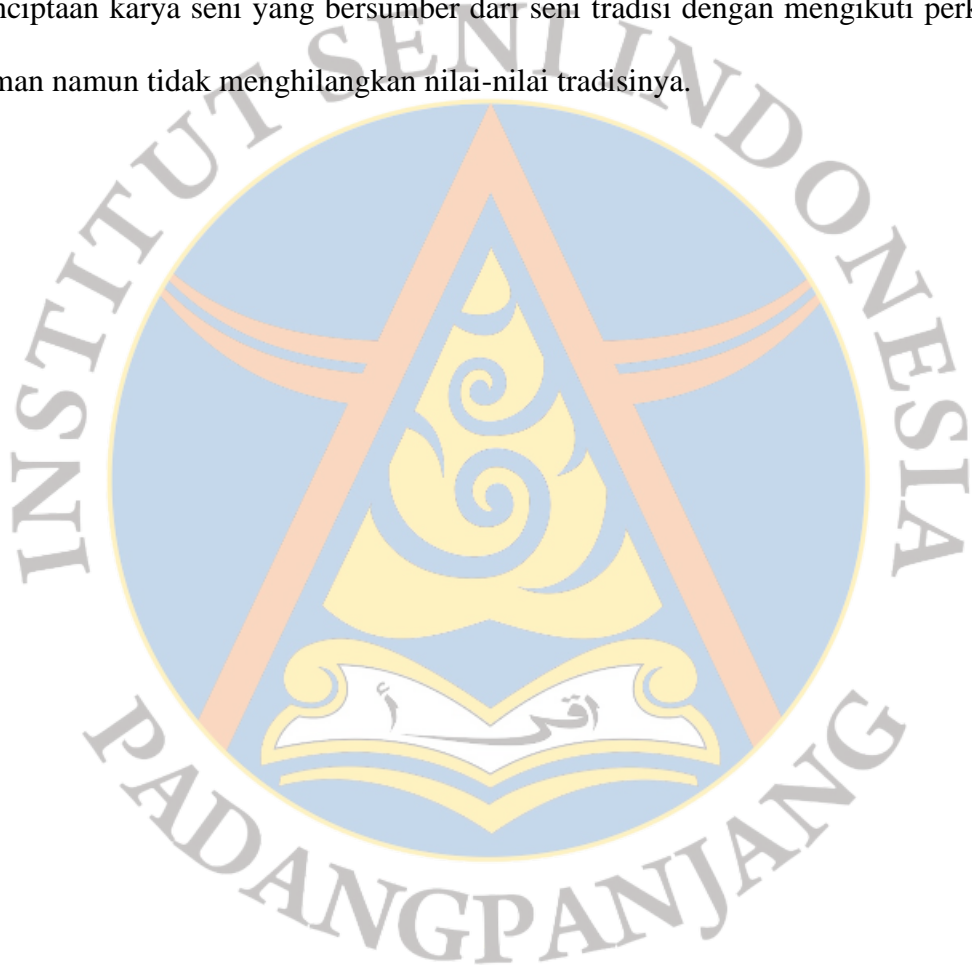 nciptaan karya seni yang bersumber dari seni tradisi dengan mengikuti perk
man namun tidak menghilangkan nilai-nilai tradisinya.
INSTITUT SENI INDONESIA
اقرأ
PADANGPANJANG